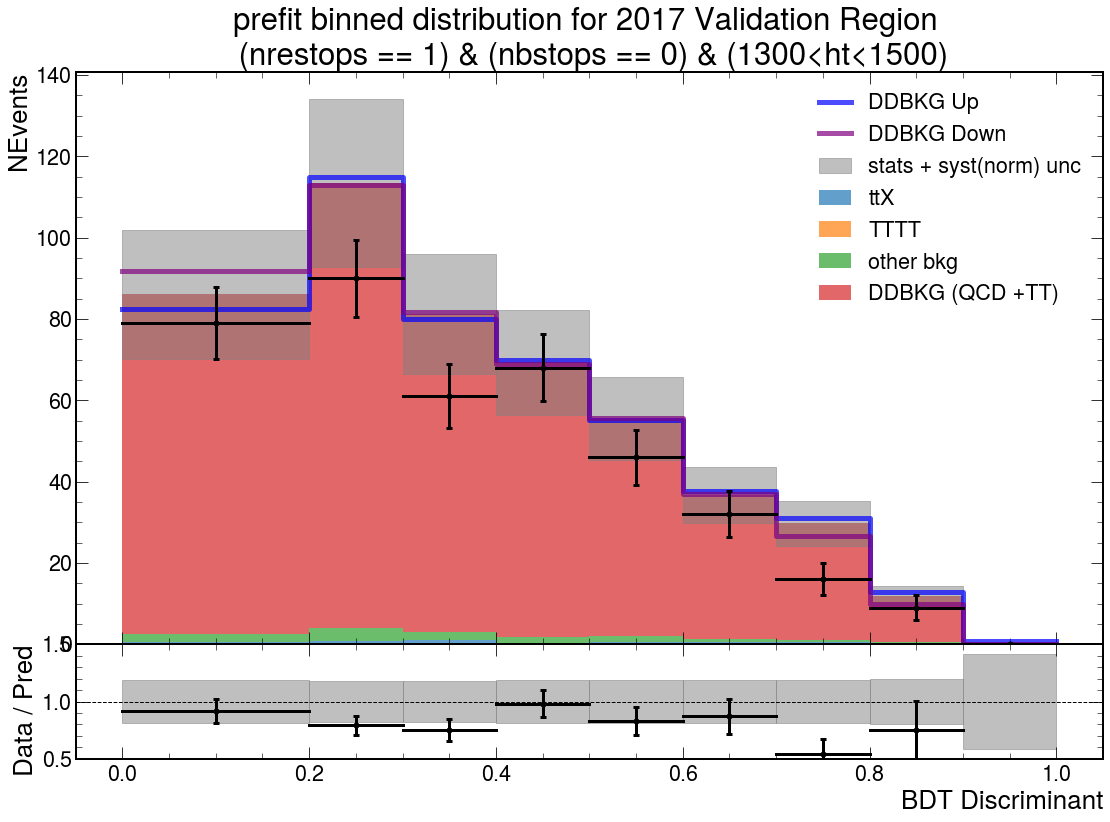 prefit binned distribution for 2017 Validation Region
(nrestops == 1) & (nbstops == 0) & (1300<ht<1500)
NEvents
140
120
100
80
60
40
20
0
DDBKG Up
DDBKG Down
stats + syst(norm) unc
ttX
TTTT
other bkg
DDBKG (QCD +TT)
Data / Pred
1.5
1.0
0.5
0.0 0.2 0.4 0.6 0.8 1.0
BDT Discriminant